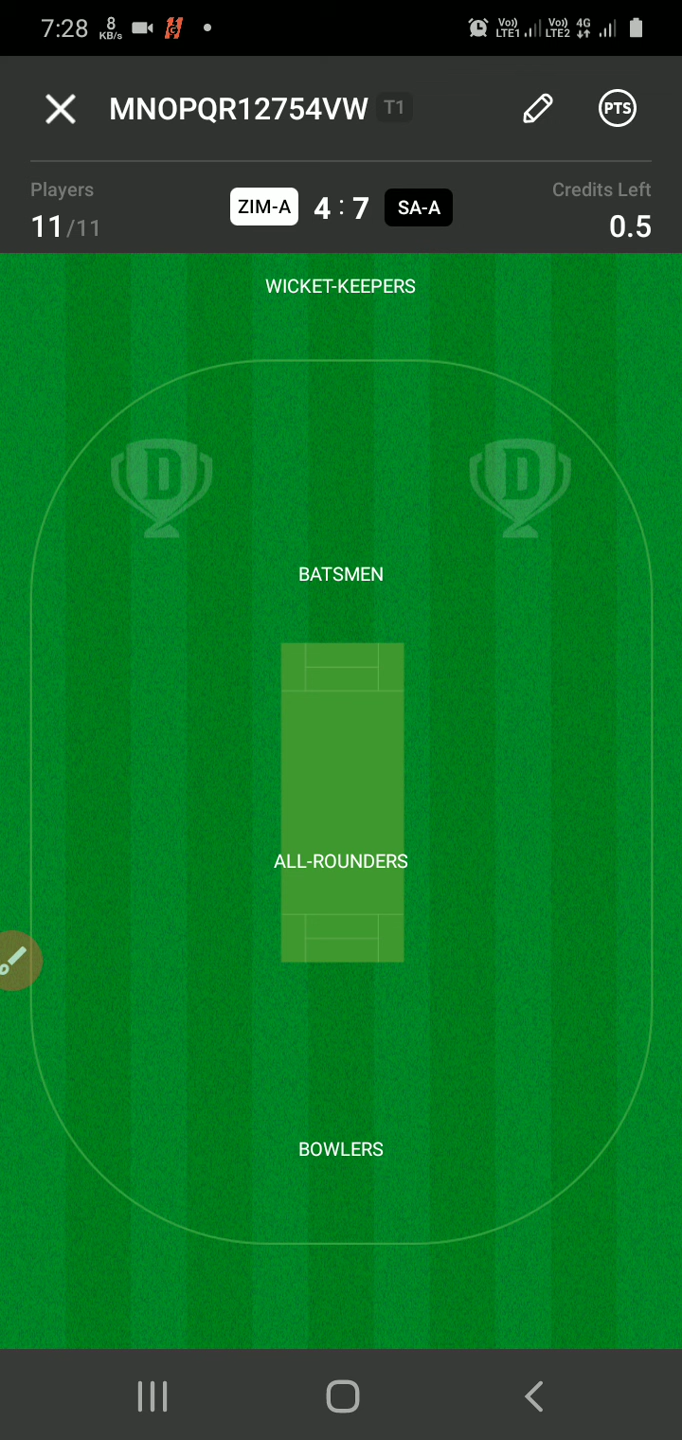 7:28 8 KB/s Vo)) LTE1 Vo)) LTE2 4G
MNOPQR12754VW T1 PTS
Players Credits Left
11/11 ZIM-A 4 : 7 SA-A 0.5
WICKET-KEEPERS
D D
BATSMEN
ALL-ROUNDERS
BOWLERS